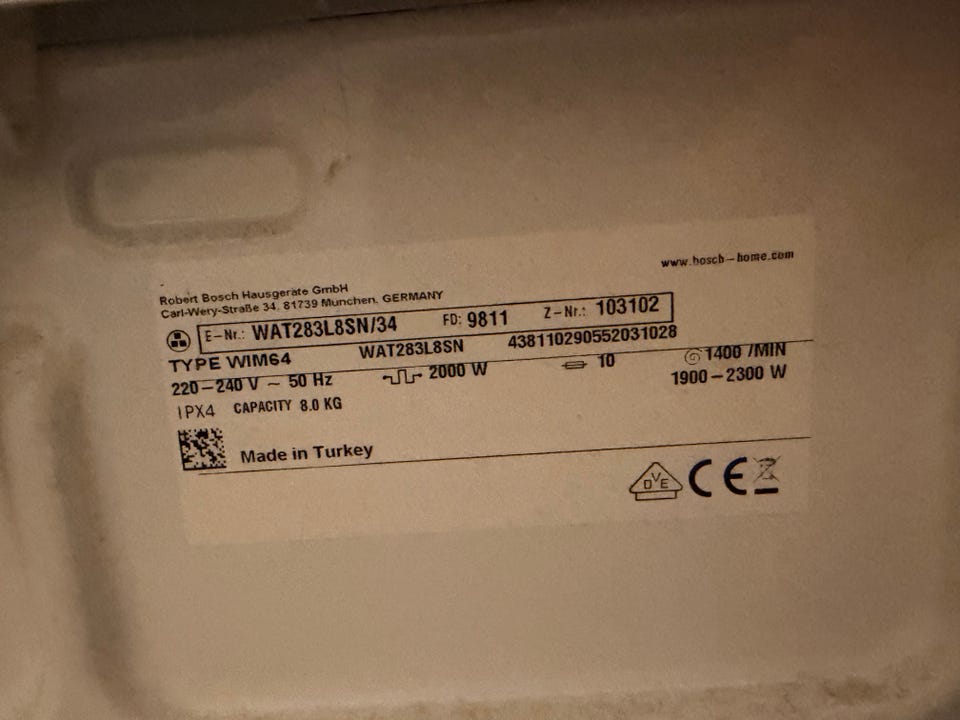 www.bosch-home.com
Robert Bosch Hausgeräte GmbH
Carl-Wery-Straße 34, 81739 München, GERMANY
E-Nr.: WAT283L8SN/34 FD: 9811 Z-Nr.: 103102
TYPE WIM64 WAT283L8SN 438110290552031028
220-240 V ~ 50 Hz 2000 W 10 1400 /MIN
1900-2300 W
IPX4 CAPACITY 8.0 KG
Made in Turkey
DVE CE